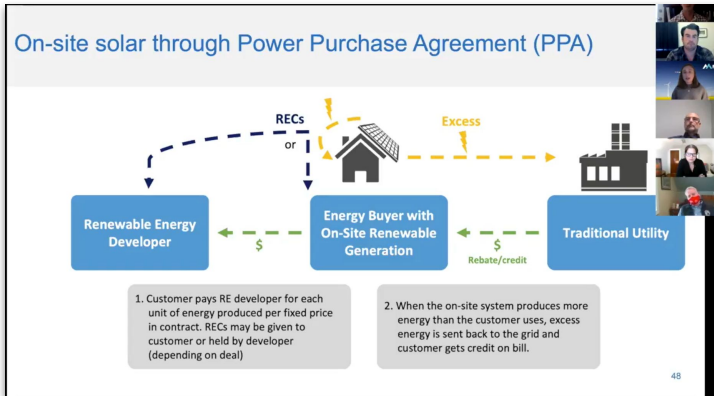 On-site solar through Power Purchase Agreement (PPA)
RECs
or
Excess
Renewable Energy
Developer
$
Energy Buyer with
On-Site Renewable
Generation
$
Rebate/credit
Traditional Utility
1. Customer pays RE developer for each
unit of energy produced per fixed price
in contract. RECs may be given to
customer or held by developer
(depending on deal)
2. When the on-site system produces more
energy than the customer uses, excess
energy is sent back to the grid and
customer gets credit on bill.
48